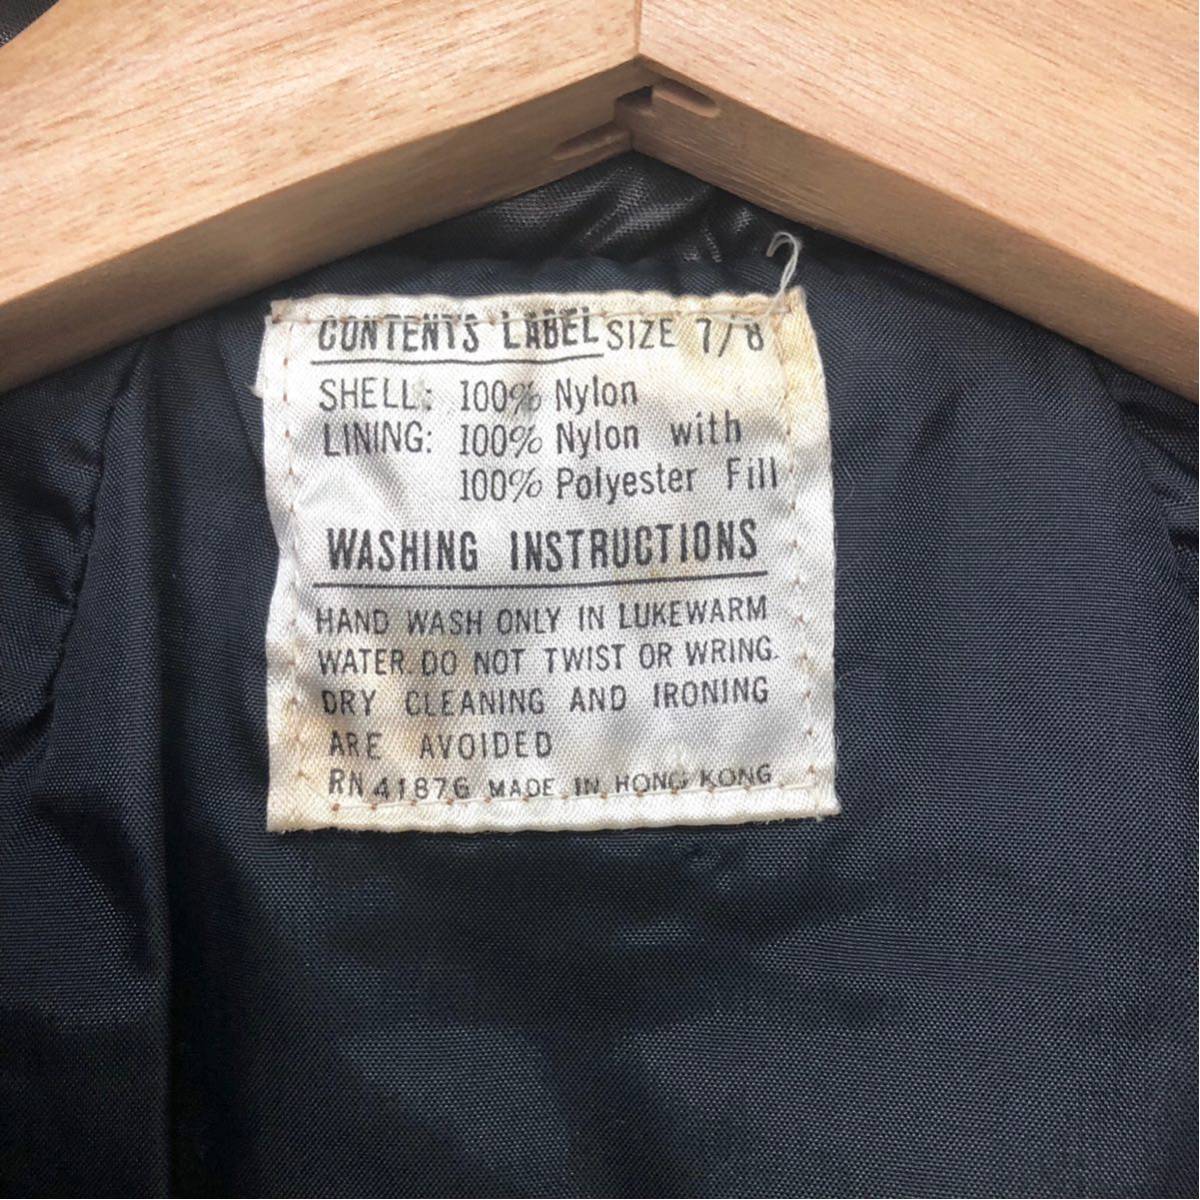 CONTENTS LABEL SIZE 7/8
SHELL: 100% Nylon
LINING: 100% Nylon with
100% Polyester Fill
WASHING INSTRUCTIONS
HAND WASH ONLY IN LUKEWARM
WATER. DO NOT TWIST OR WRING.
DRY CLEANING AND IRONING
ARE AVOIDED
RN 41876 MADE IN HONG KONG